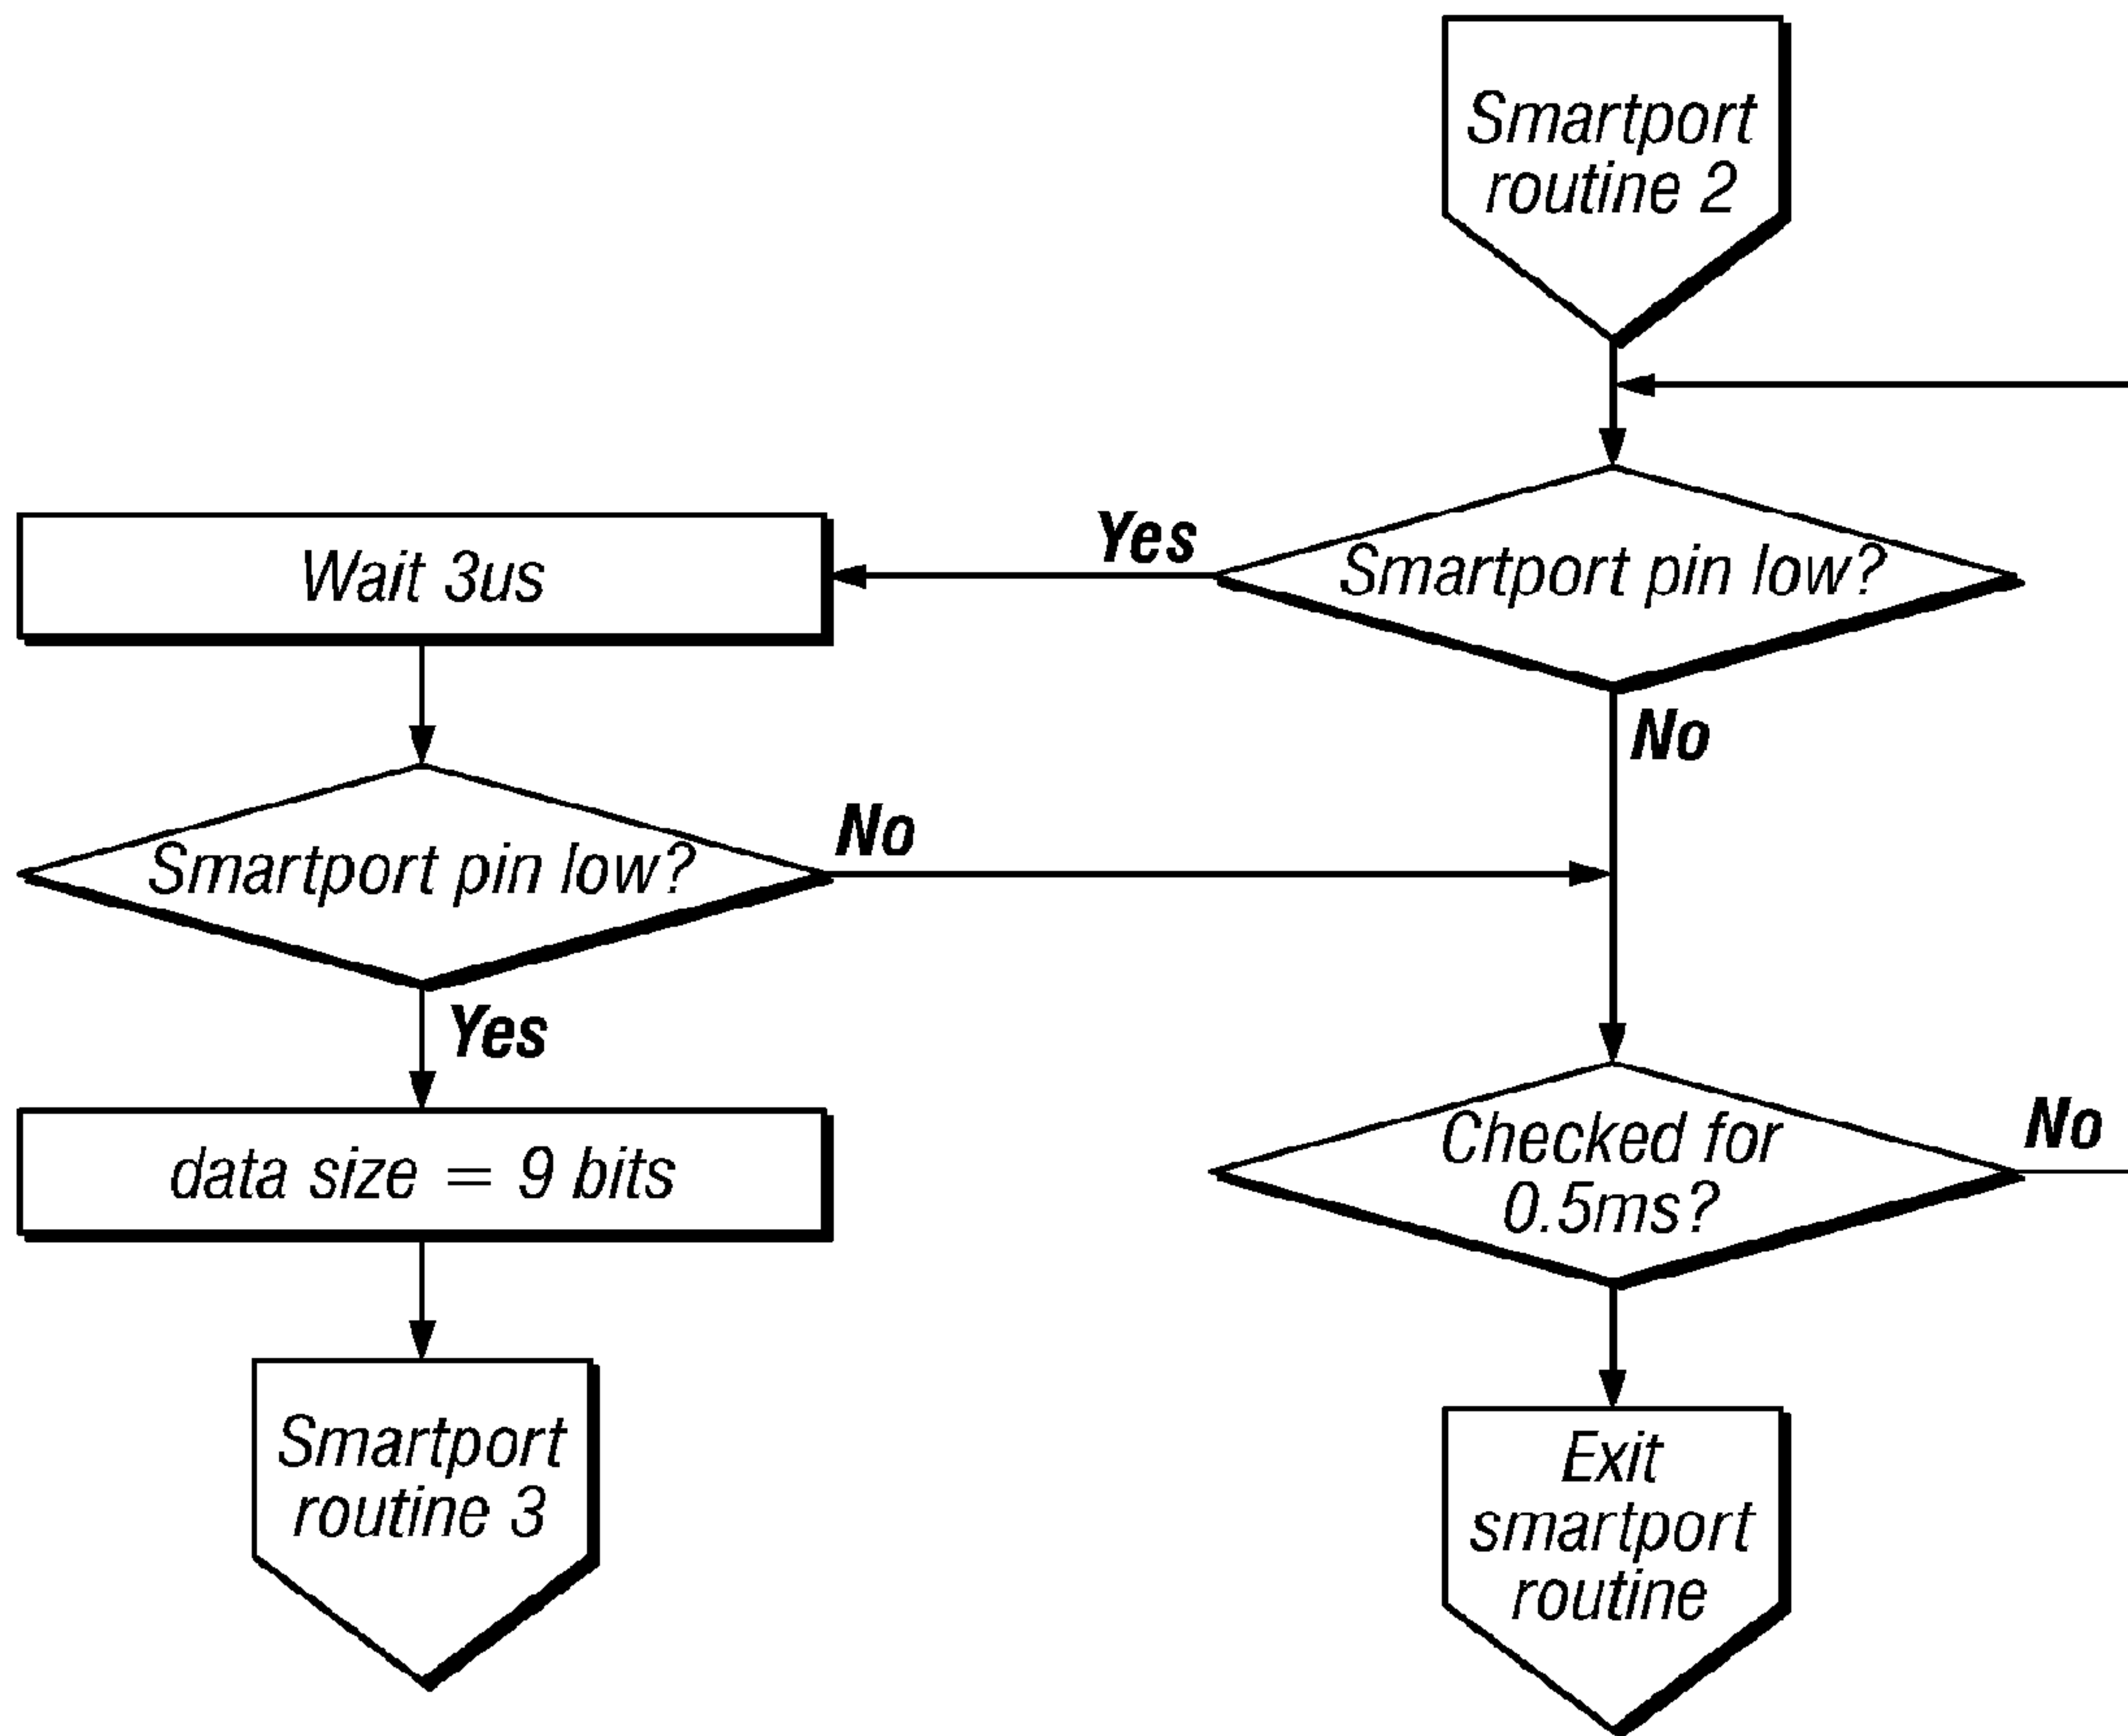 Smartport
routine 2
Yes
Smartport pin low?
Wait 3us
No
No
Smartport pin low?
Yes
Checked for
0.5ms?
No
data size = 9 bits
Smartport
routine 3
Exit
smartport
routine